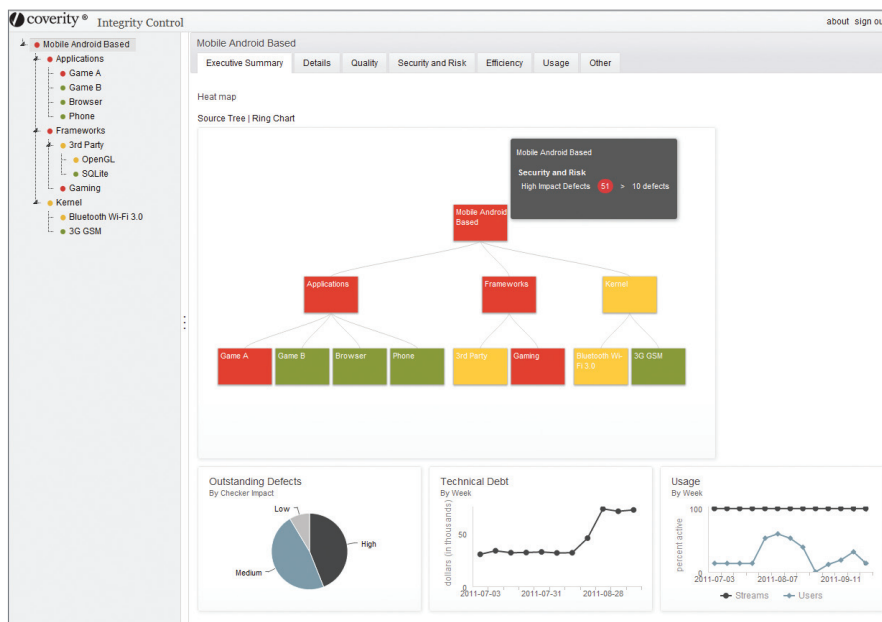 coverity ® Integrity Control
about sign ou
Mobile Android Based
Applications
Game A
Game B
Browser
Phone
Frameworks
3rd Party
OpenGL
SQLite
Gaming
Kernel
Bluetooth Wi-Fi 3.0
3G GSM
Mobile Android Based
Executive Summary Details Quality Security and Risk Efficiency Usage Other
Heat map
Source Tree | Ring Chart
Mobile Android Based
Security and Risk
High Impact Defects 51 > 10 defects
Mobile Android
Based
Applications Frameworks Kernel
Game A Game B Browser Phone 3rd Party Gaming Bluetooth Wi-
Fi 3.0 3G GSM
Outstanding Defects
By Checker Impact
Low
High
Medium
Technical Debt
By Week
dollars (in thousands)
50
0
2011-07-03 2011-07-31 2011-08-28
Usage
By Week
percent active
100
0
2011-07-03 2011-08-07 2011-09-11
Streams Users